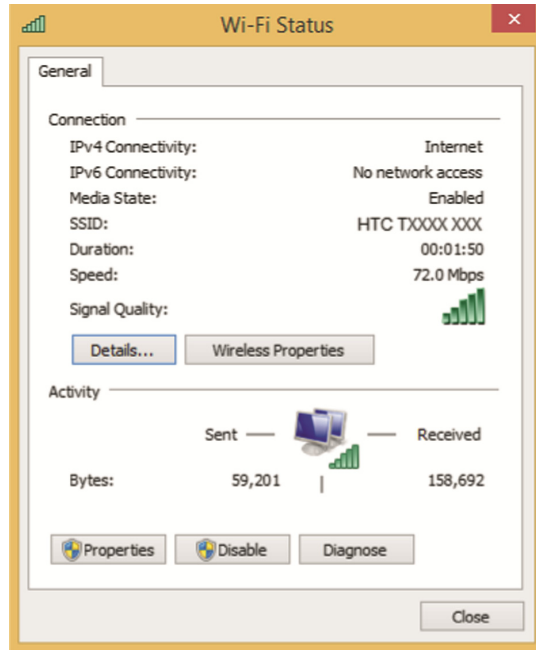 Wi-Fi Status
General
Connection
IPv4 Connectivity: Internet
IPv6 Connectivity: No network access
Media State: Enabled
SSID: HTC TXXXX XXX
Duration: 00:01:50
Speed: 72.0 Mbps
Signal Quality:
Details... Wireless Properties
Activity
Sent Received
Bytes: 59,201 158,692
Properties Disable Diagnose
Close